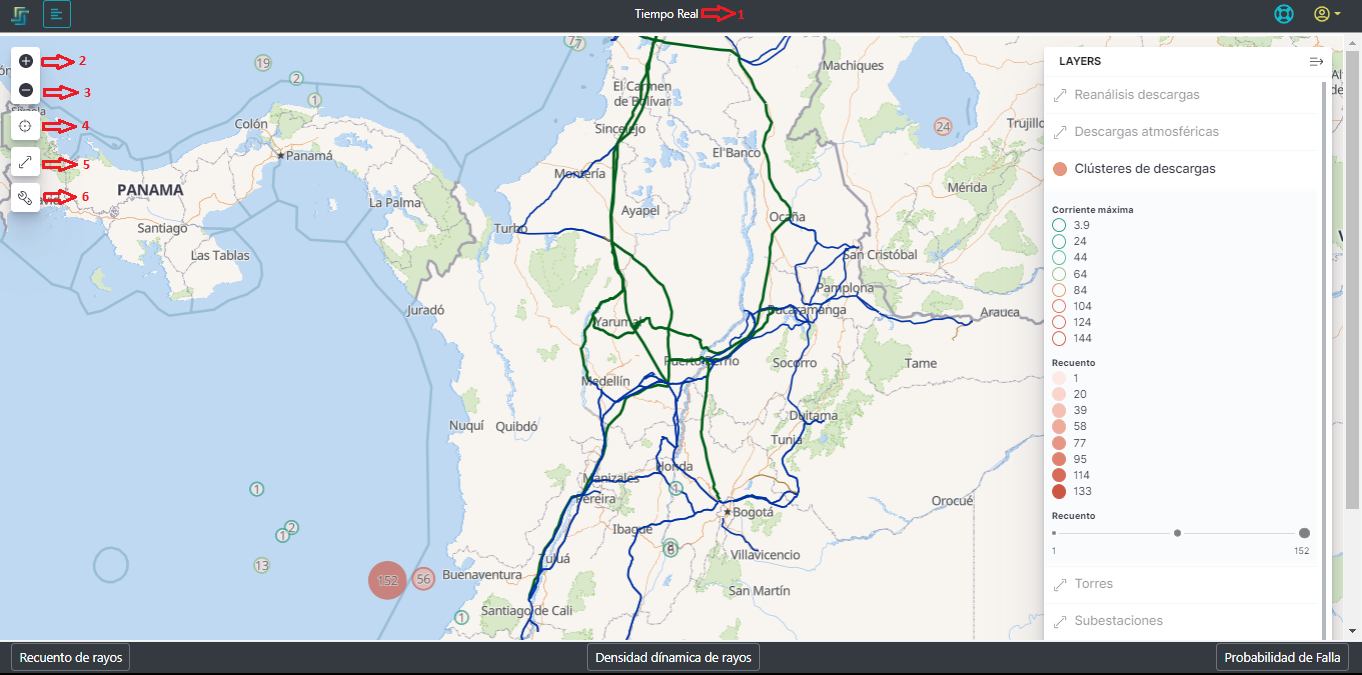 Tiempo Real
1
2
3
4
5
6
19
2
1
7
Colón
Panamá
PANAMA
Santiago
Las Tablas
La Palma
Jurado
El Carmen
de Bolívar
Sincelejo
Montería
Ayapel
Turbo
El Banco
Machiques
24
Trujillo
Mérida
Ocaña
San Cristóbal
Pamplona
Bucaramanga
Arauca
Yarumal
Puerto Berrío
Socorro
Tame
Medellín
Nuquí
Quibdó
Duitama
Tunja
Honda
1
Manizales
Pereira
Orocué
Bogotá
Ibagué
8
Villavicencio
Tuluá
San Martín
Buenaventura
Santiago de Cali
1
2
1
13
152
56
1
LAYERS
Reanálisis descargas
Descargas atmosféricas
Clústeres de descargas
Corriente máxima
3.9
24
44
64
84
104
124
144
Recuento
1
20
39
58
77
95
114
133
Recuento
1
152
Torres
Subestaciones
Recuento de rayos
Densidad dínamica de rayos
Probabilidad de Falla